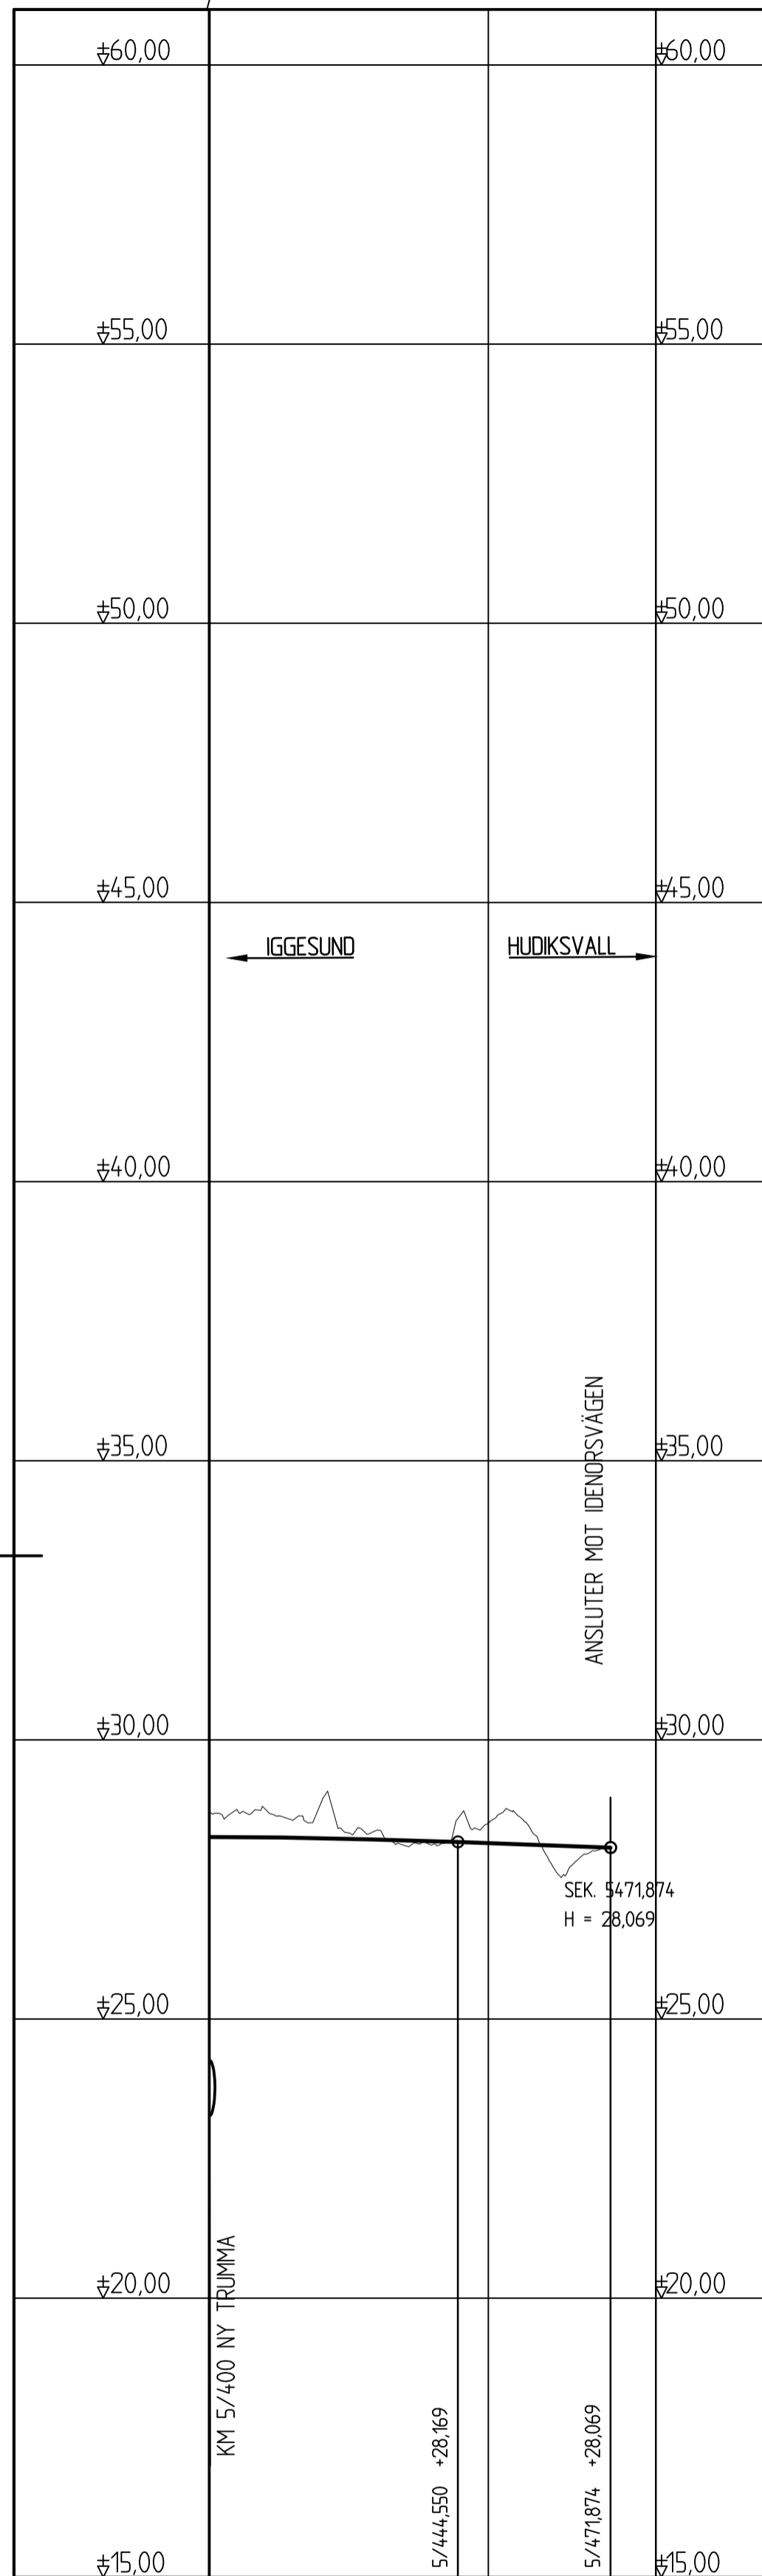 ±60,00 ±60,00
±55,00 ±55,00
±50,00 ±50,00
±45,00 ±45,00
IGGESUND HUDIKSVALL
±40,00 ±40,00
ANSLUTER MOT IDENORSVÄGEN
±35,00 ±35,00
±30,00 ±30,00
SEK. 5471,874
H = 28,069
±25,00 ±25,00
KM 5/400 NY TRUMMA
±20,00 ±20,00
5/444,550 +28,169
5/471,874 +28,069
±15,00 ±15,00